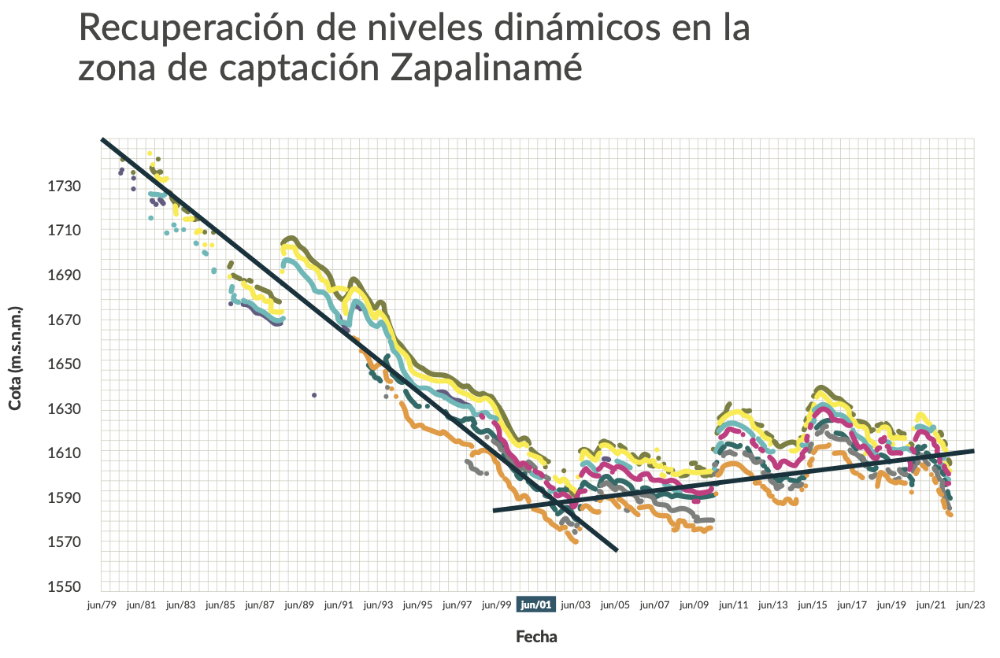 Recuperación de niveles dinámicos en la
zona de captación Zapalinamé
Cota (m.s.n.m.)
1730
1710
1690
1670
1650
1630
1610
1590
1570
1550
jun/79 jun/81 jun/83 jun/85 jun/87 jun/89 jun/91 jun/93 jun/95 jun/97 jun/99 jun/01 jun/03 jun/05 jun/07 jun/09 jun/11 jun/13 jun/15 jun/17 jun/19 jun/21 jun/23
Fecha